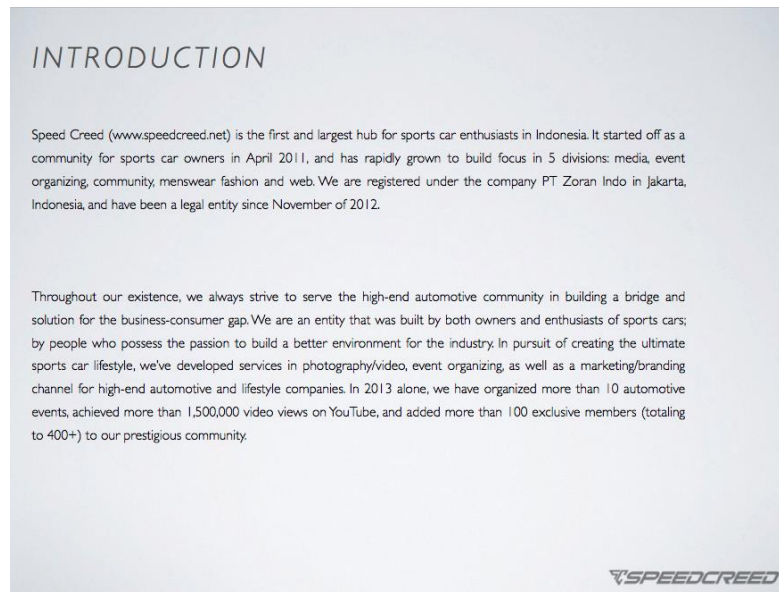 INTRODUCTION
Speed Creed (www.speedcreed.net) is the first and largest hub for sports car enthusiasts in Indonesia. It started off as a
community for sports car owners in April 2011, and has rapidly grown to build focus in 5 divisions: media, event
organizing, community, menswear fashion and web. We are registered under the company PT Zoran Indo in Jakarta,
Indonesia, and have been a legal entity since November of 2012.
Throughout our existence, we always strive to serve the high-end automotive community in building a bridge and
solution for the business-consumer gap. We are an entity that was built by both owners and enthusiasts of sports cars;
by people who possess the passion to build a better environment for the industry. In pursuit of creating the ultimate
sports car lifestyle, we've developed services in photography/video, event organizing, as well as a marketing/branding
channel for high-end automotive and lifestyle companies. In 2013 alone, we have organized more than 10 automotive
events, achieved more than 1,500,000 video views on YouTube, and added more than 100 exclusive members (totaling
to 400+) to our prestigious community.
SPEEDCREED